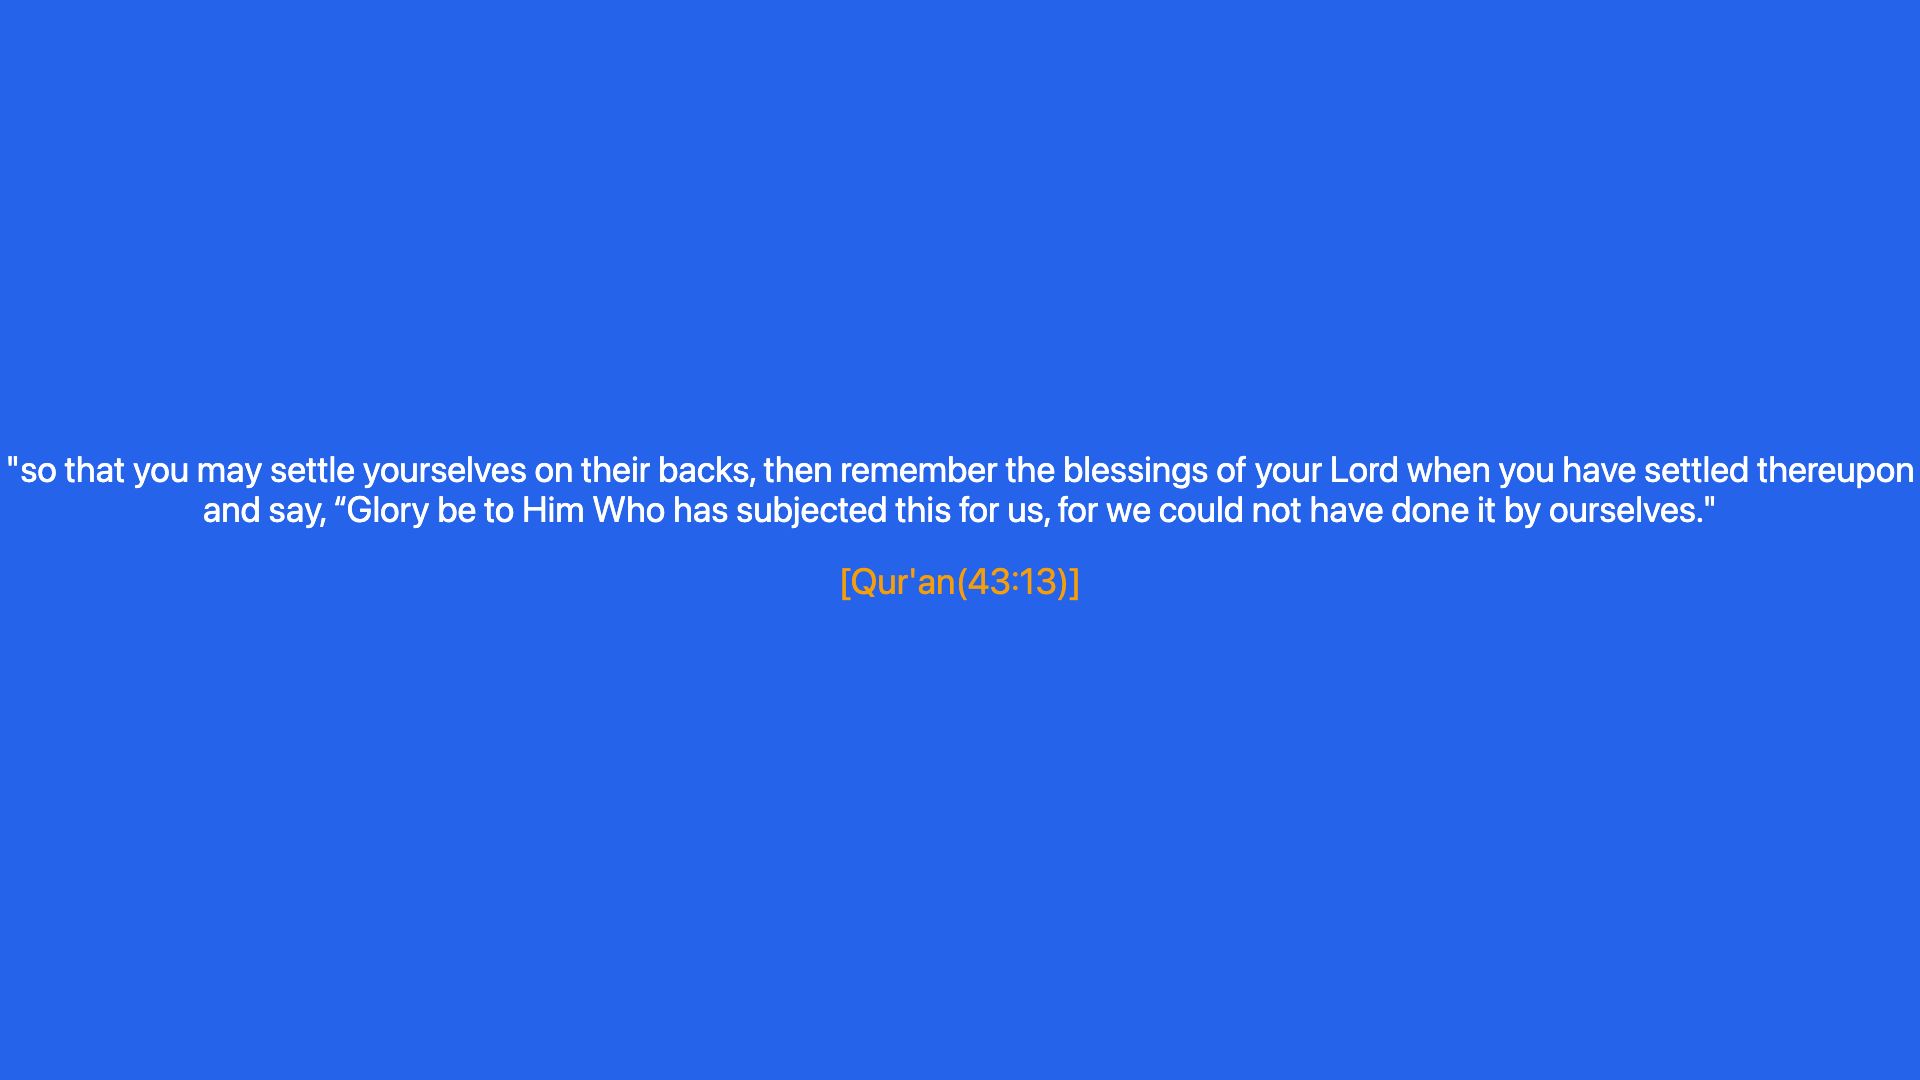 "so that you may settle yourselves on their backs, then remember the blessings of your Lord when you have settled thereupon
and say, “Glory be to Him Who has subjected this for us, for we could not have done it by ourselves."
[Qur'an(43:13)]